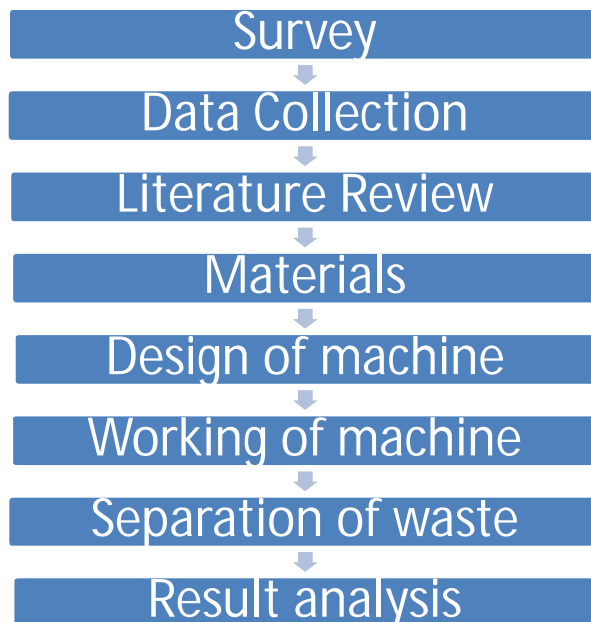 Survey
Data Collection
Literature Review
Materials
Design of machine
Working of machine
Separation of waste
Result analysis